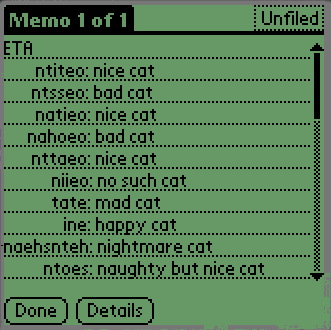 Memo 1 of 1
Unfiled
ETA
ntiteo: nice cat
ntsseo: bad cat
natieo: nice cat
nahoeo: bad cat
nttaeo: nice cat
niieo: no such cat
tate: mad cat
ine: happy cat
naehsnteh: nightmare cat
ntoes: naughty but nice cat
Done
Details